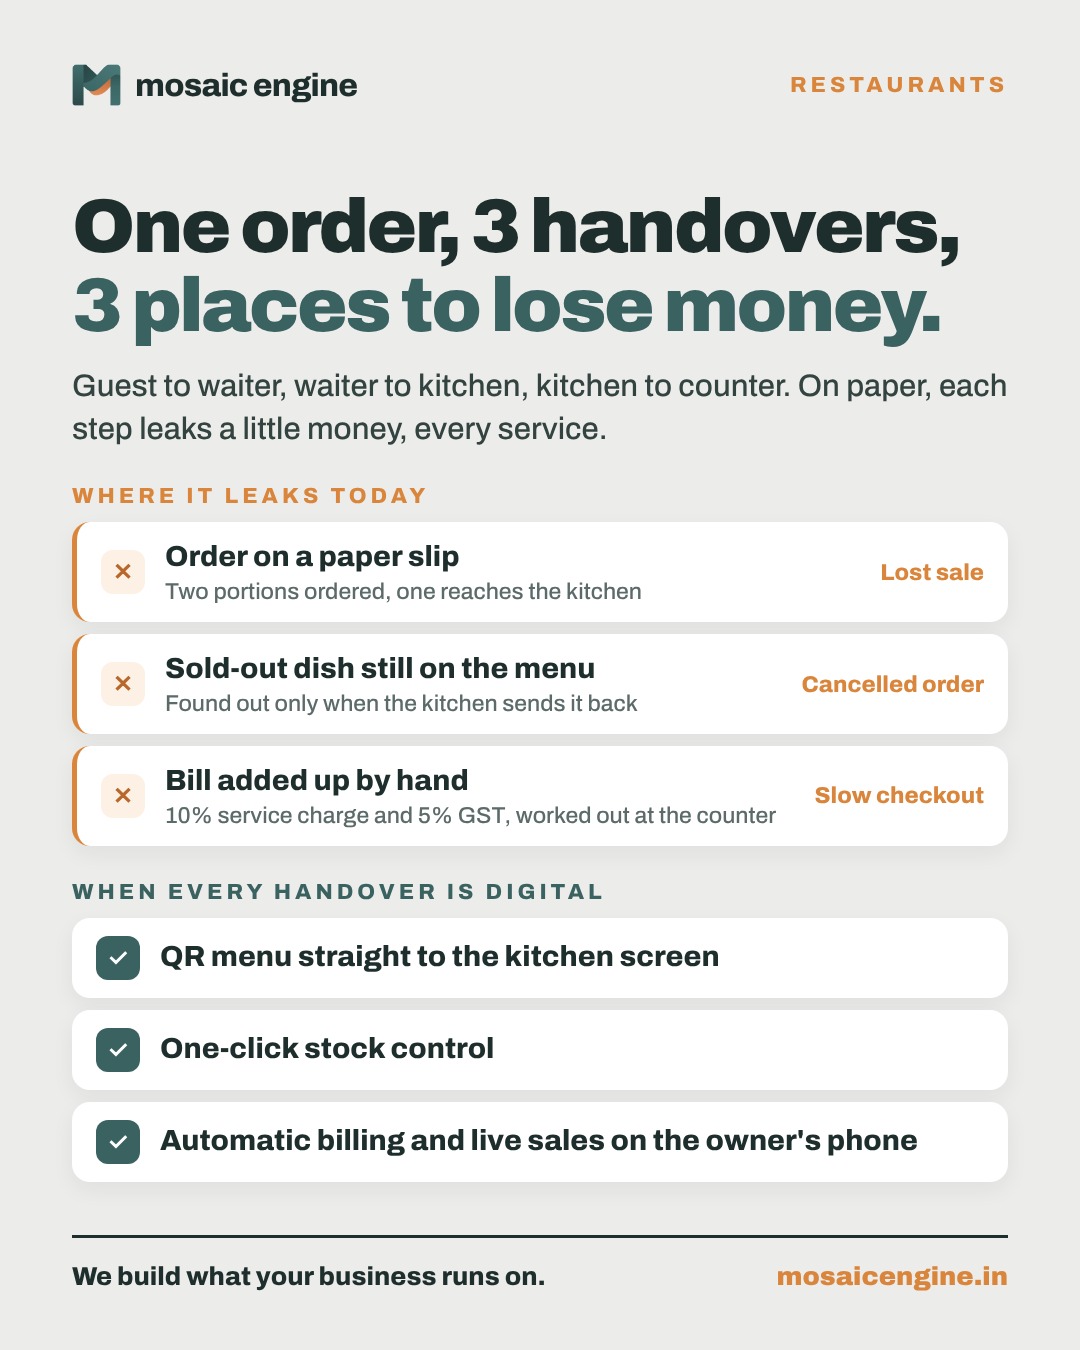 mosaic engine
RESTAURANTS
One order, 3 handovers,
3 places to lose money.
Guest to waiter, waiter to kitchen, kitchen to counter. On paper, each
step leaks a little money, every service.
WHERE IT LEAKS TODAY
Order on a paper slip
Two portions ordered, one reaches the kitchen
Lost sale
Sold-out dish still on the menu
Found out only when the kitchen sends it back
Cancelled order
Bill added up by hand
10% service charge and 5% GST, worked out at the counter
Slow checkout
WHEN EVERY HANDOVER IS DIGITAL
QR menu straight to the kitchen screen
One-click stock control
Automatic billing and live sales on the owner's phone
We build what your business runs on.
mosaicengine.in